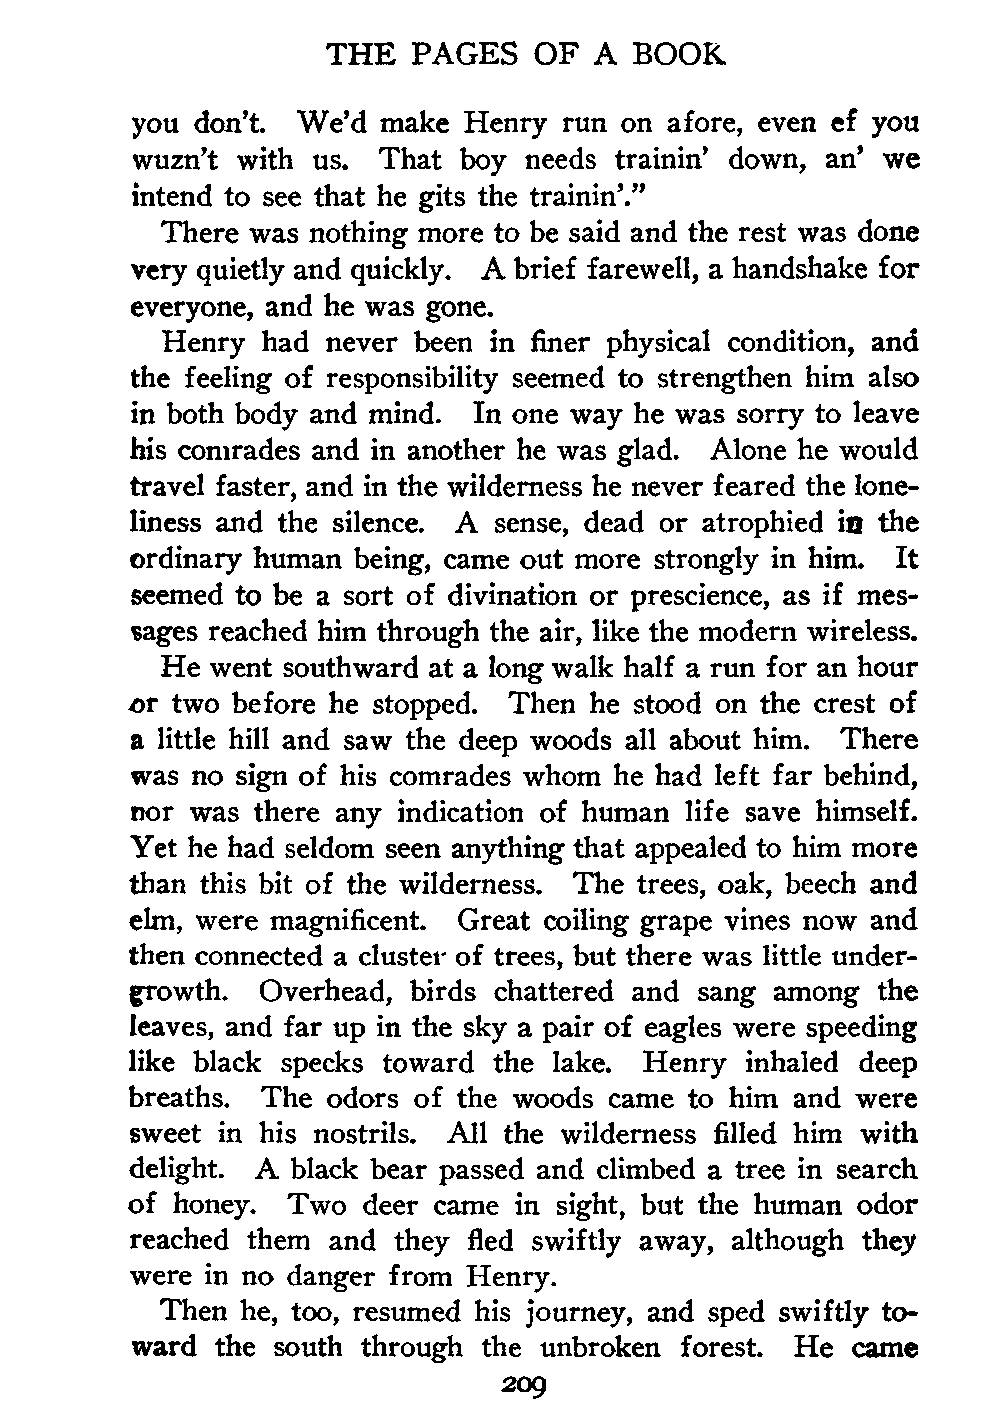 THE PAGES OF A BOOK
you don't. We'd make Henry run on afore, even ef you
wuzn't with us. That boy needs trainin' down, an' we
intend to see that he gits the trainin'."
There was nothing more to be said and the rest was done
very quietly and quickly. A brief farewell, a handshake for
everyone, and he was gone.
Henry had never been in finer physical condition, and
the feeling of responsibility seemed to strengthen him also
in both body and mind. In one way he was sorry to leave
his comrades and in another he was glad. Alone he would
travel faster, and in the wilderness he never feared the lone-
liness and the silence. A sense, dead or atrophied in the
ordinary human being, came out more strongly in him. It
seemed to be a sort of divination or prescience, as if mes-
sages reached him through the air, like the modern wireless.
He went southward at a long walk half a run for an hour
or two before he stopped. Then he stood on the crest of
a little hill and saw the deep woods all about him. There
was no sign of his comrades whom he had left far behind,
nor was there any indication of human life save himself.
Yet he had seldom seen anything that appealed to him more
than this bit of the wilderness. The trees, oak, beech and
elm, were magnificent. Great coiling grape vines now and
then connected a cluster of trees, but there was little under-
growth. Overhead, birds chattered and sang among the
leaves, and far up in the sky a pair of eagles were speeding
like black specks toward the lake. Henry inhaled deep
breaths. The odors of the woods came to him and were
sweet in his nostrils. All the wilderness filled him with
delight. A black bear passed and climbed a tree in search
of honey. Two deer came in sight, but the human odor
reached them and they fled swiftly away, although they
were in no danger from Henry.
Then he, too, resumed his journey, and sped swiftly to-
ward the south through the unbroken forest. He came
209